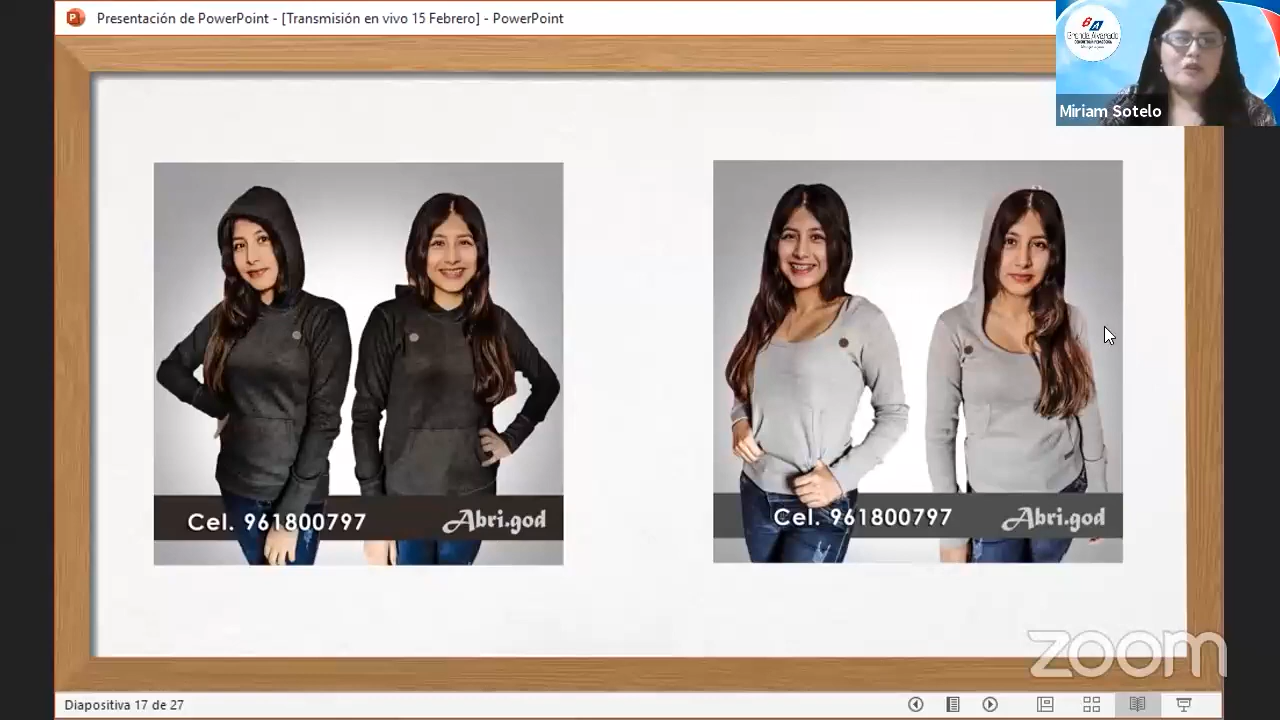 Presentación de PowerPoint - [Transmisión en vivo 15 Febrero] - PowerPoint
Miriam Sotelo
Cel. 961800797
Abri.god
Cel. 961800797
Abri.god
zoom
Diapositiva 17 de 27